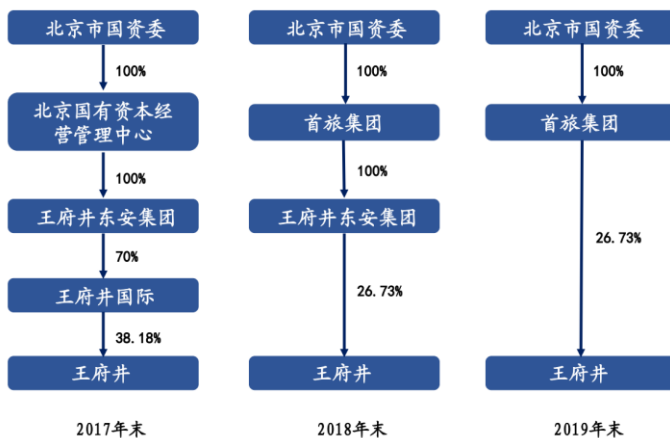 北京市国资委
100%
北京国有资本经
营管理中心
100%
王府井东安集团
70%
王府井国际
38.18%
王府井
2017年末
北京市国资委
100%
首旅集团
100%
王府井东安集团
26.73%
王府井
2018年末
北京市国资委
100%
首旅集团
26.73%
王府井
2019年末